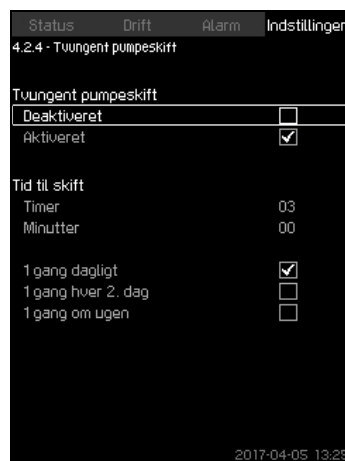 Status Drift Alarm Indstillinger
4.2.4 - Tvungent pumpeskift
Tvungent pumpeskift
Deaktiveret
Aktiveret
Tid til skift
Timer 03
Minutter 00
1 gang dagligt
1 gang hver 2. dag
1 gang om ugen
2017-04-05 13:29